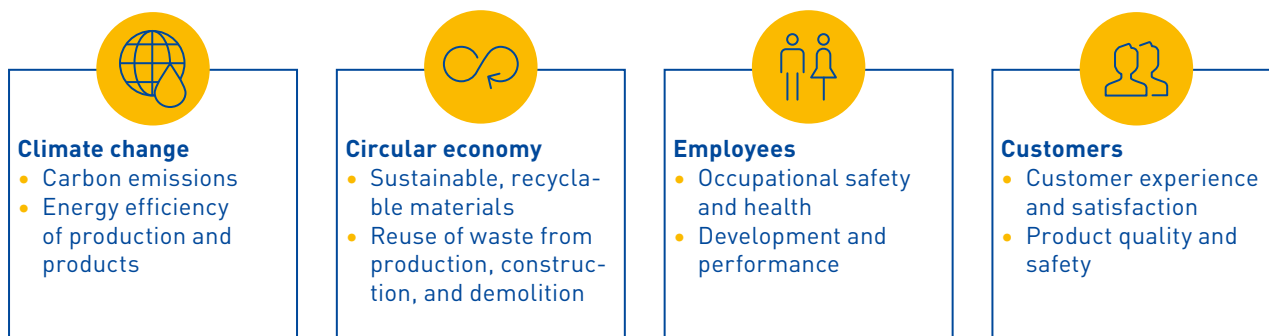 Climate change
• Carbon emissions
• Energy efficiency
of production and
products
Circular economy
• Sustainable, recycla-
ble materials
• Reuse of waste from
production, construc-
tion, and demolition
Employees
• Occupational safety
and health
• Development and
performance
Customers
• Customer experience
and satisfaction
• Product quality and
safety